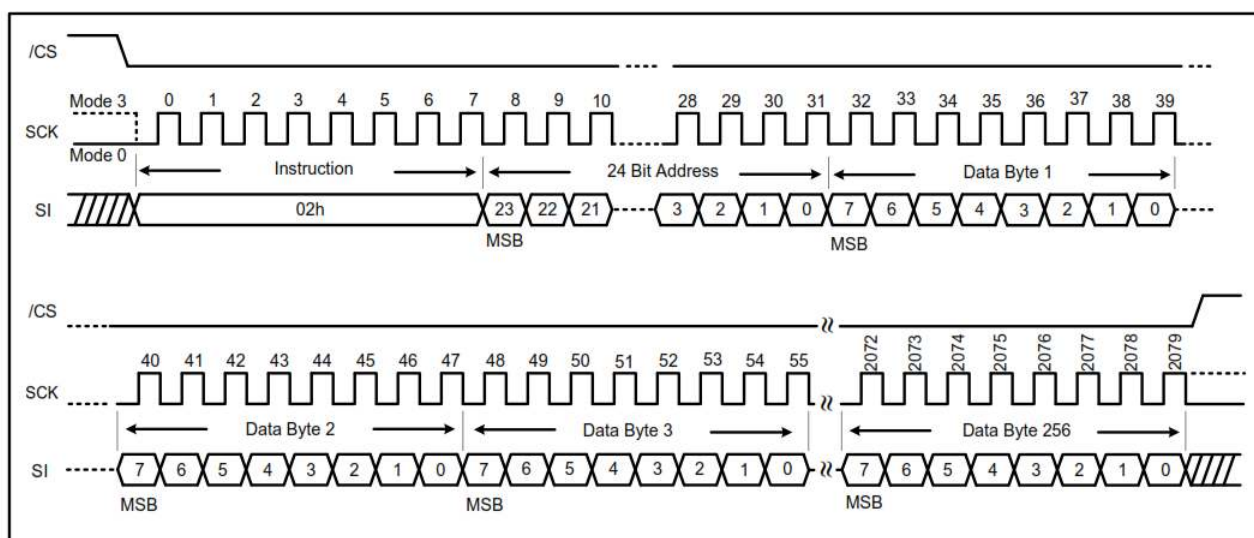 /CS
Mode 3 0 1 2 3 4 5 6 7 8 9 10 28 29 30 31 32 33 34 35 36 37 38 39
SCK
Mode 0
Instruction 24 Bit Address Data Byte 1
SI 02h 23 22 21 3 2 1 0 7 6 5 4 3 2 1 0
MSB MSB
/CS
40 41 42 43 44 45 46 47 48 49 50 51 52 53 54 55 2072 2073 2074 2075 2076 2077 2078 2079
SCK
Data Byte 2 Data Byte 3 Data Byte 256
SI 7 6 5 4 3 2 1 0 7 6 5 4 3 2 1 0 7 6 5 4 3 2 1 0
MSB MSB MSB